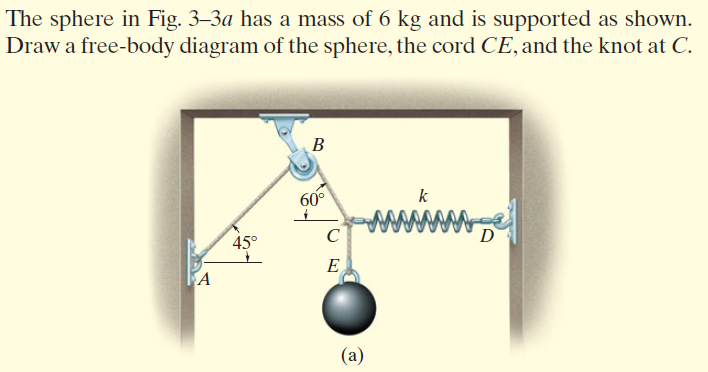 The sphere in Fig. 3–3a has a mass of 6 kg and is supported as shown.
Draw a free-body diagram of the sphere, the cord CE, and the knot at C.
B
60°
k
C
D
45°
E
A
(a)